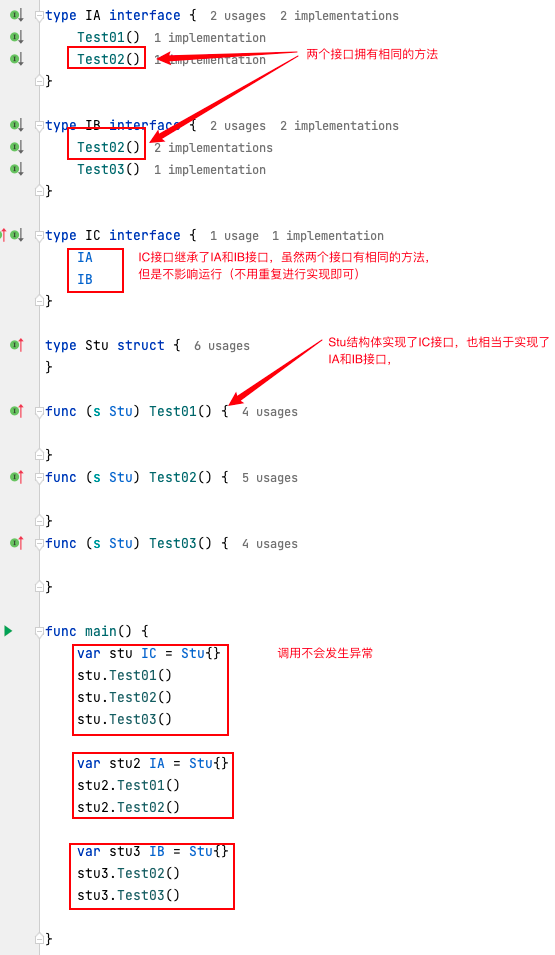 type IA interface { 2 usages 2 implementations
Test01() 1 implementation
Test02() 1 implementation
两个接口拥有相同的方法
}
type IB interface { 2 usages 2 implementations
Test02() 2 implementations
Test03() 1 implementation
}
type IC interface { 1 usage 1 implementation
IA
IB
IC接口继承了IA和IB接口，虽然两个接口有相同的方法，
但是不影响运行（不用重复进行实现即可）
}
type Stu struct { 6 usages
}
Stu结构体实现了IC接口，也相当于实现了
IA和IB接口，
func (s Stu) Test01() { 4 usages
}
func (s Stu) Test02() { 5 usages
}
func (s Stu) Test03() { 4 usages
}
func main() {
var stu IC = Stu{}
调用不会发生异常
stu.Test01()
stu.Test02()
stu.Test03()
var stu2 IA = Stu{}
stu2.Test01()
stu2.Test02()
var stu3 IB = Stu{}
stu3.Test02()
stu3.Test03()
}